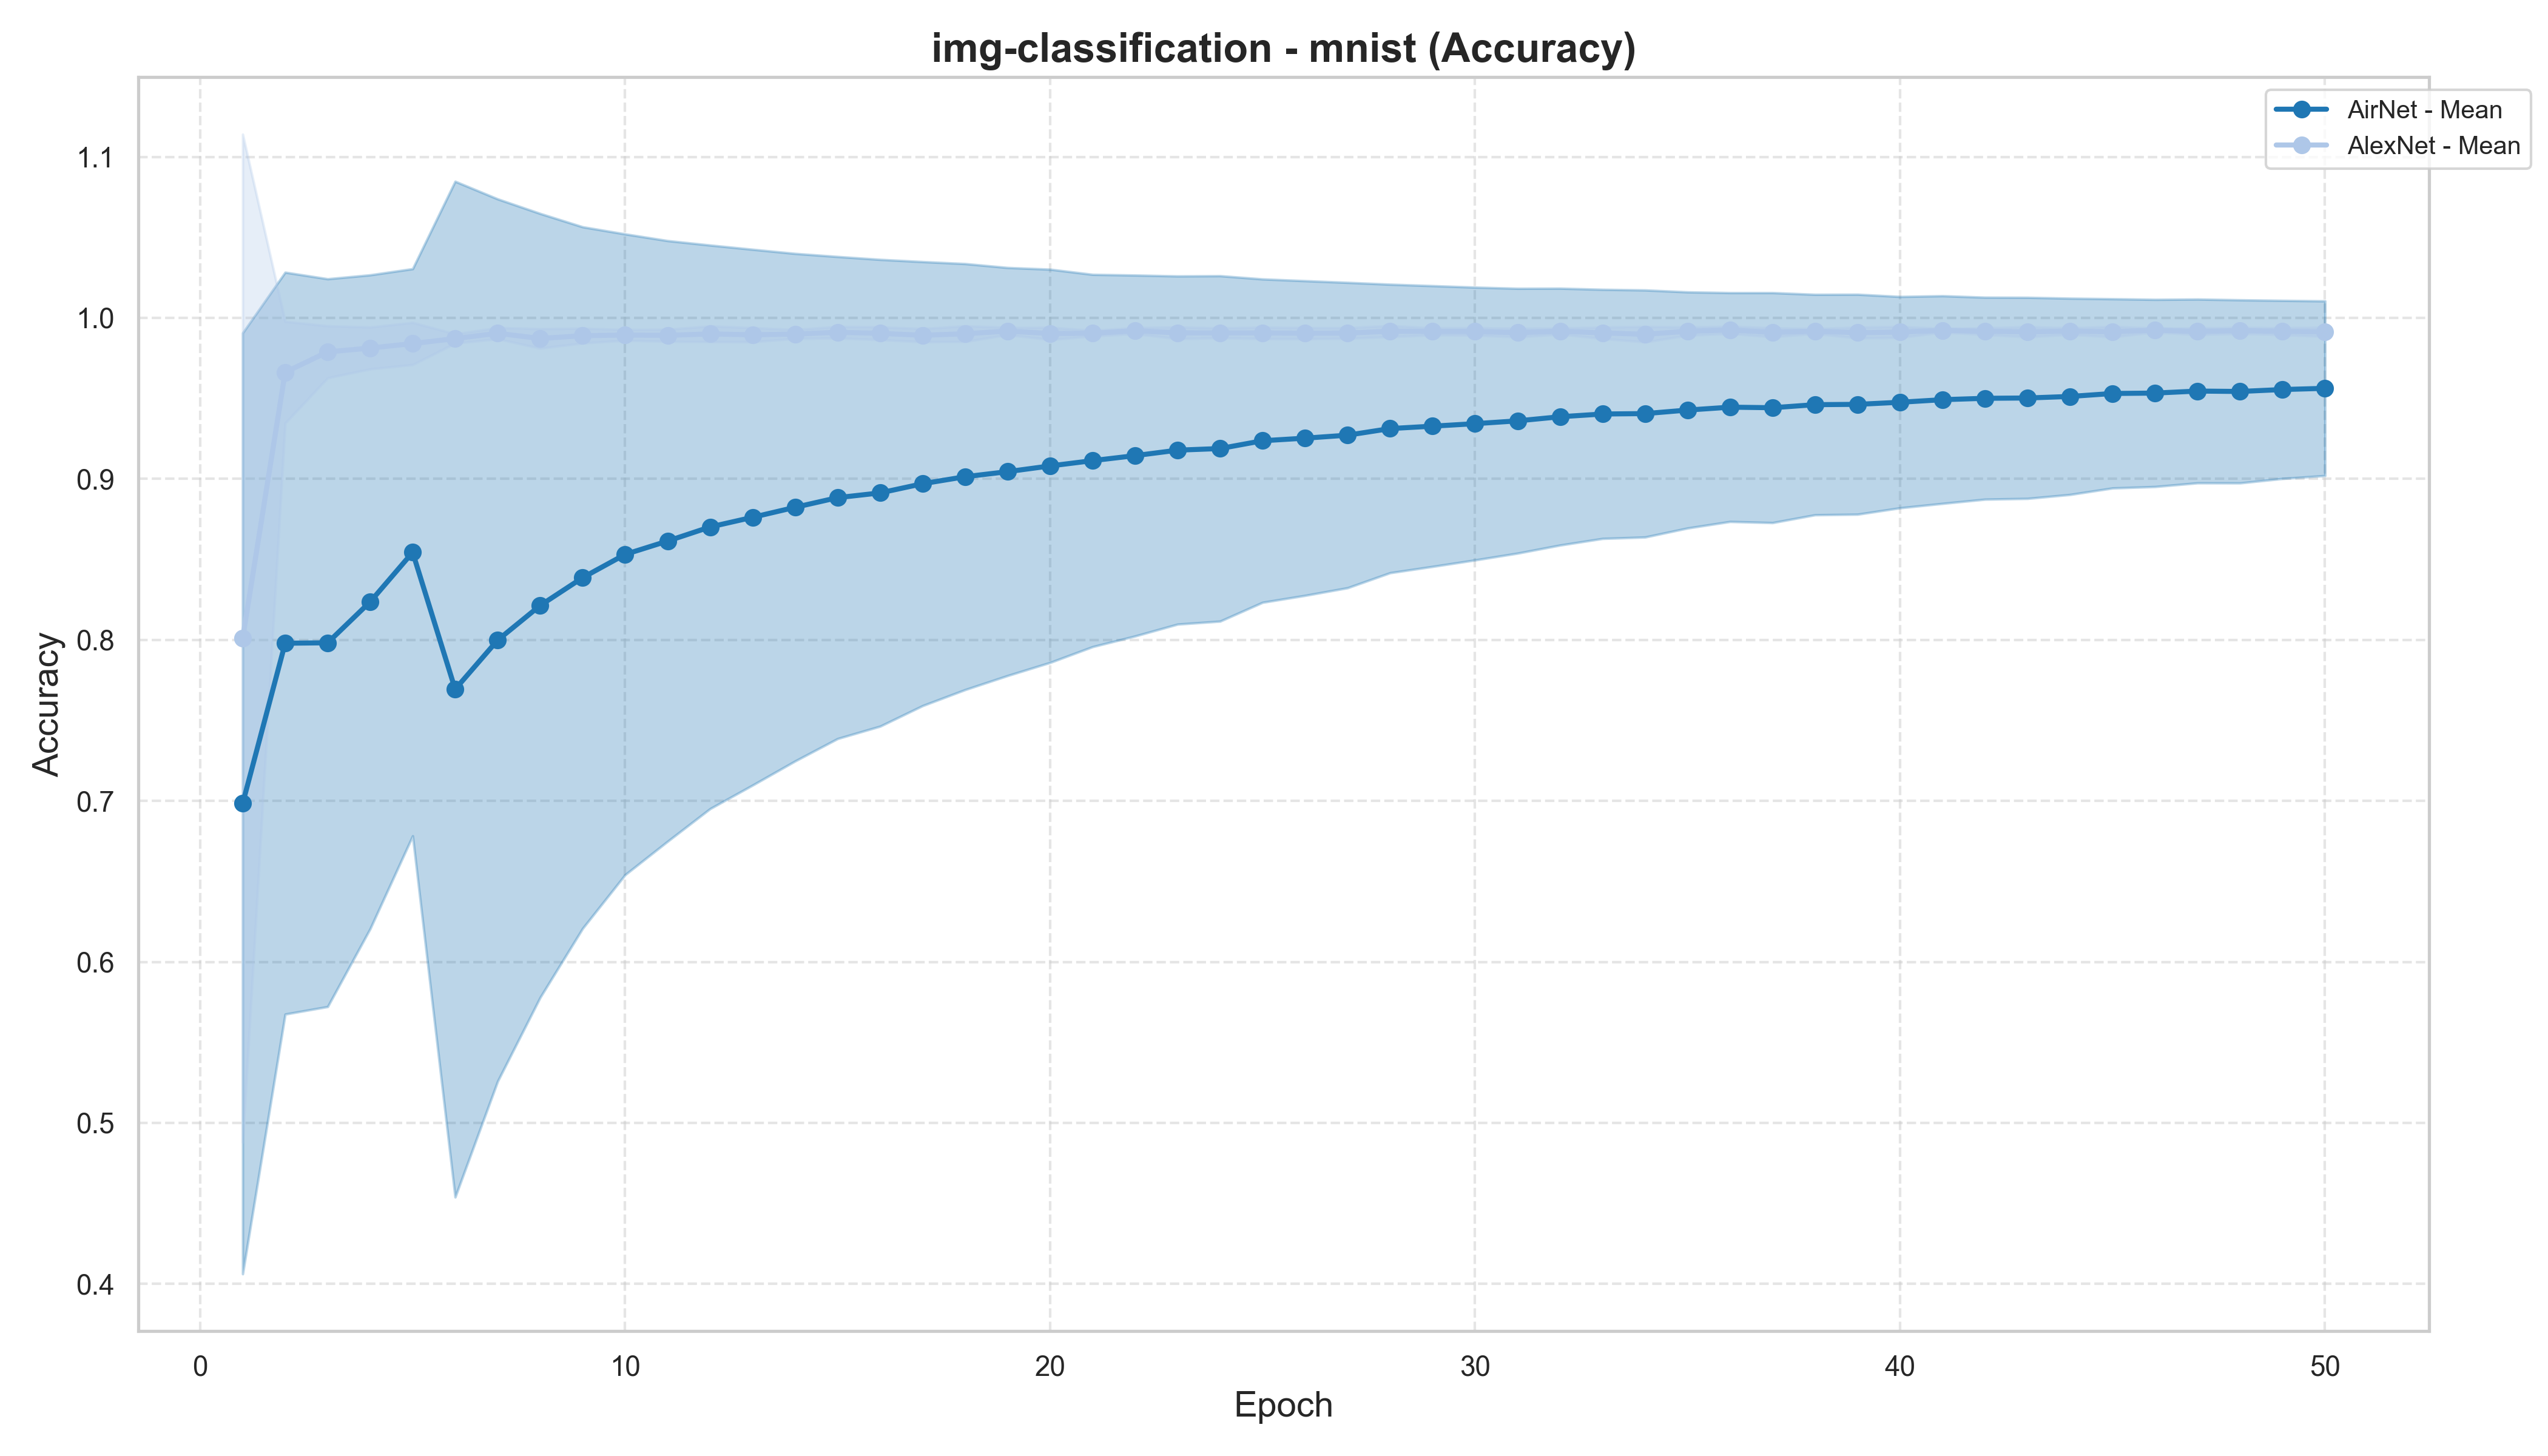 img-classification - mnist (Accuracy)
AirNet - Mean
AlexNet - Mean
1.1
1.0
0.9
0.8
0.7
0.6
0.5
0.4
Accuracy
0 10 20 30 40 50
Epoch